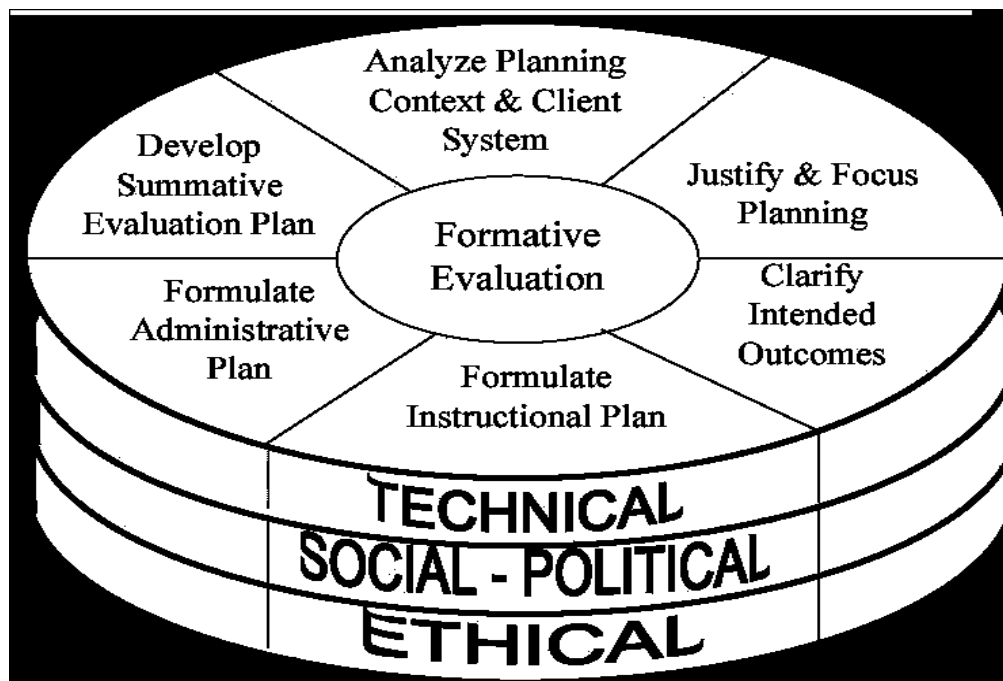 Analyze Planning
Context & Client
System
Justify & Focus
Planning
Clarify
Intended
Outcomes
Formulate
Instructional Plan
Formulate
Administrative
Plan
Develop
Summative
Evaluation Plan
Formative
Evaluation
TECHNICAL
SOCIAL - POLITICAL
ETHICAL